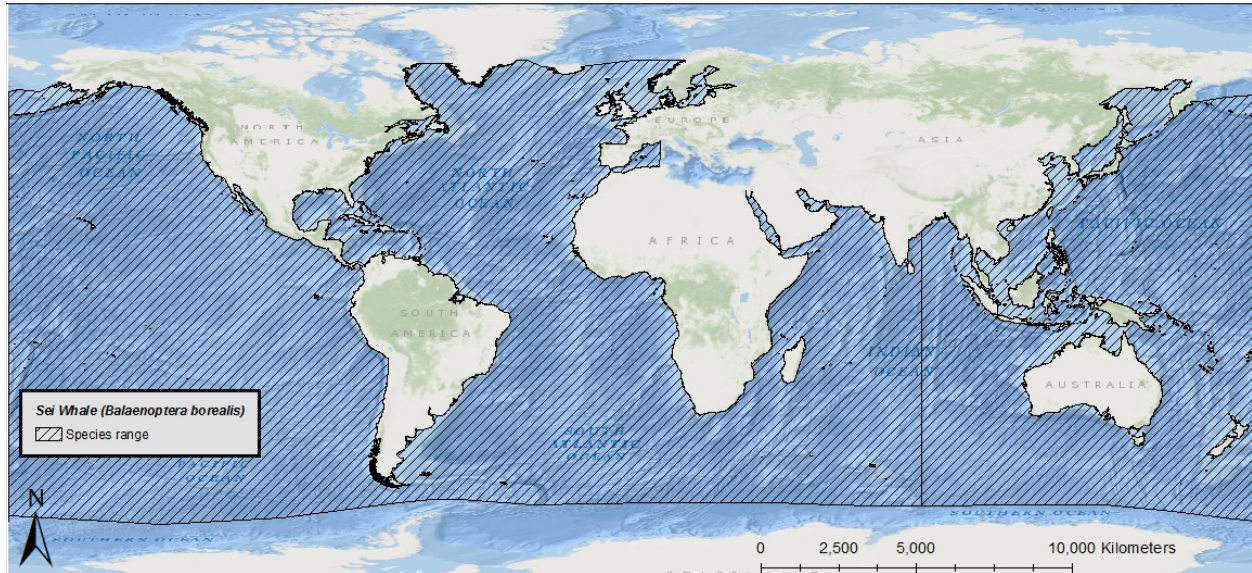 NORTH
PACIFIC
OCEAN
NORTH
AMERICA
NORTH
ATLANTIC
OCEAN
EUROPE
ASIA
PACIFIC OCEAN
AFRICA
SOUTH
AMERICA
INDIAN
OCEAN
AUSTRALIA
Sei Whale (Balaenoptera borealis)
Species range
SOUTH
ATLANTIC
OCEAN
PACIFIC
OCEAN
N
SOUTHERN OCEAN
SOUTHERN OCEAN
0 2,500 5,000 10,000 Kilometers